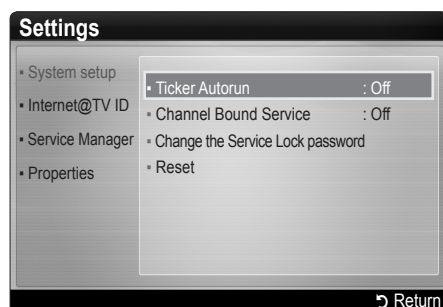 Settings
▪ System setup
▪ Internet@TV ID
▪ Service Manager
▪ Properties
▪ Ticker Autorun : Off
▪ Channel Bound Service : Off
▪ Change the Service Lock password
▪ Reset
↩ Return